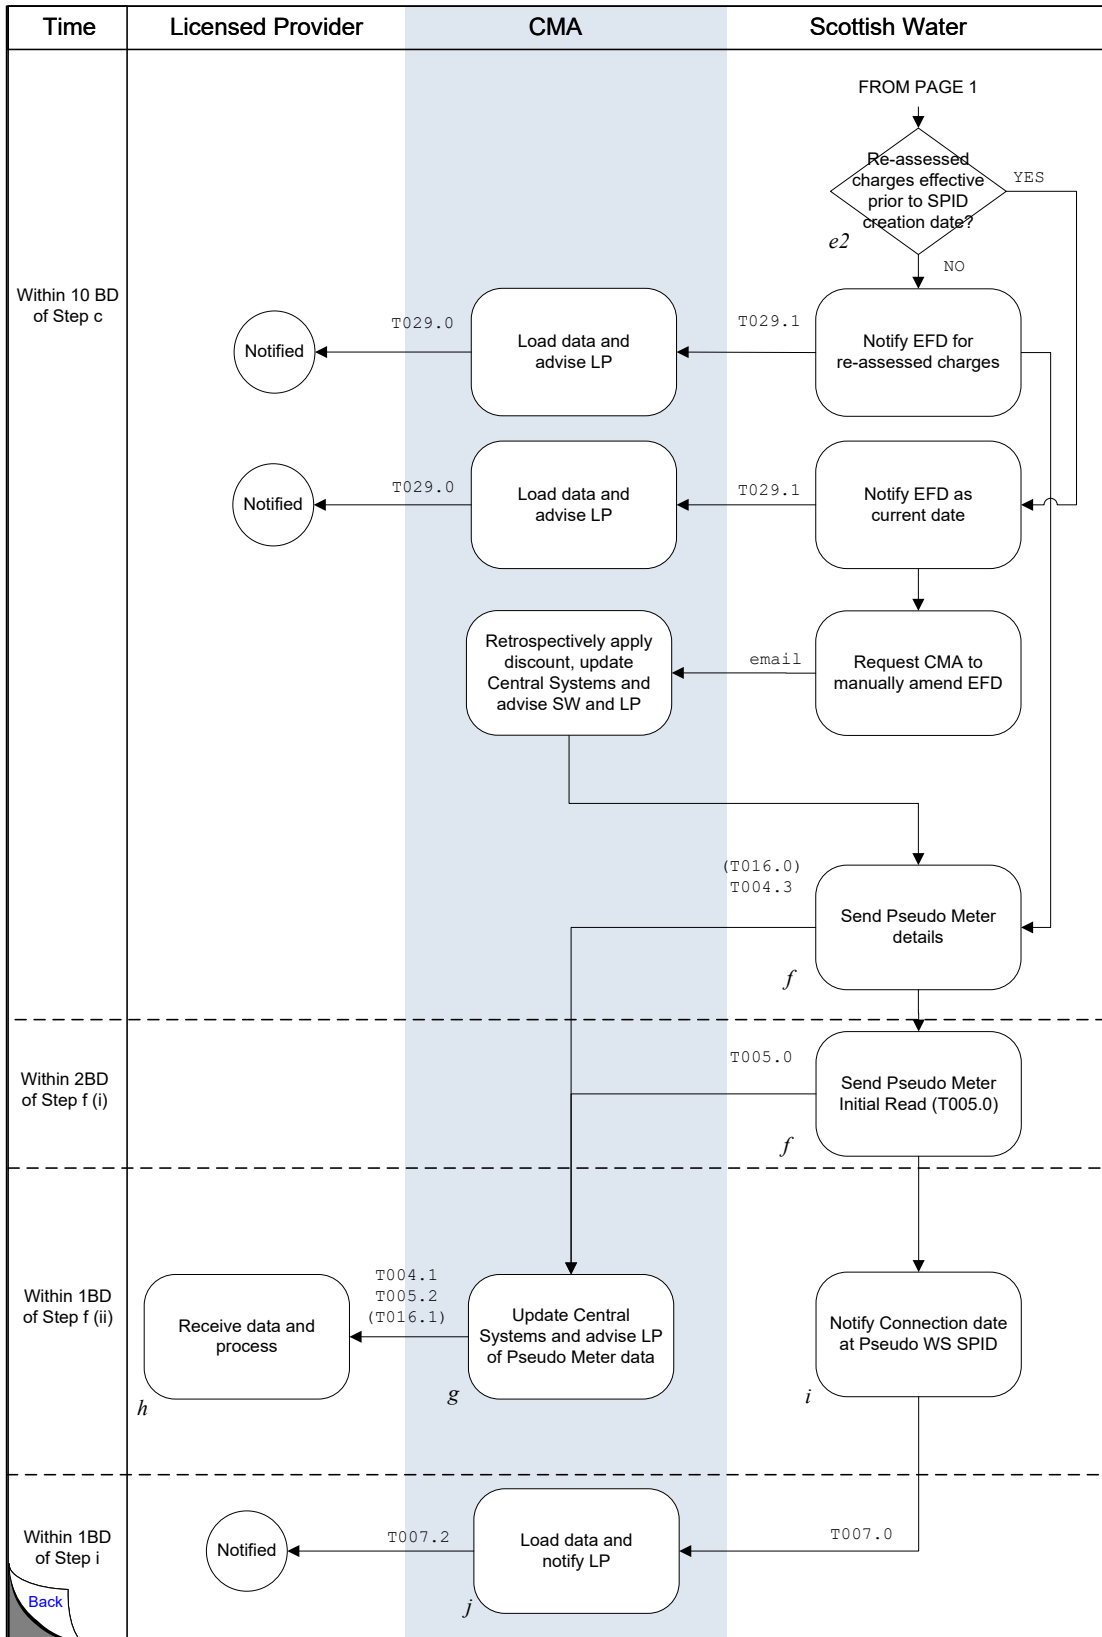 Time
Licensed Provider
CMA
Scottish Water
FROM PAGE 1
Re-assessed
charges effective
prior to SPID
creation date?
YES
e2
NO
Within 10 BD
of Step c
Notified
T029.0
Load data and
advise LP
T029.1
Notify EFD for
re-assessed charges
Notified
T029.0
Load data and
advise LP
T029.1
Notify EFD as
current date
Retrospectively apply
discount, update
Central Systems and
advise SW and LP
email
Request CMA to
manually amend EFD
(T016.0)
T004.3
Send Pseudo Meter
details
f
Within 2BD
of Step f (i)
T005.0
Send Pseudo Meter
Initial Read (T005.0)
f
Within 1BD
of Step f (ii)
Receive data and
process
h
T004.1
T005.2
(T016.1)
Update Central
Systems and advise LP
of Pseudo Meter data
g
Notify Connection date
at Pseudo WS SPID
i
Within 1BD
of Step i
Notified
T007.2
Load data and
notify LP
j
T007.0
Back